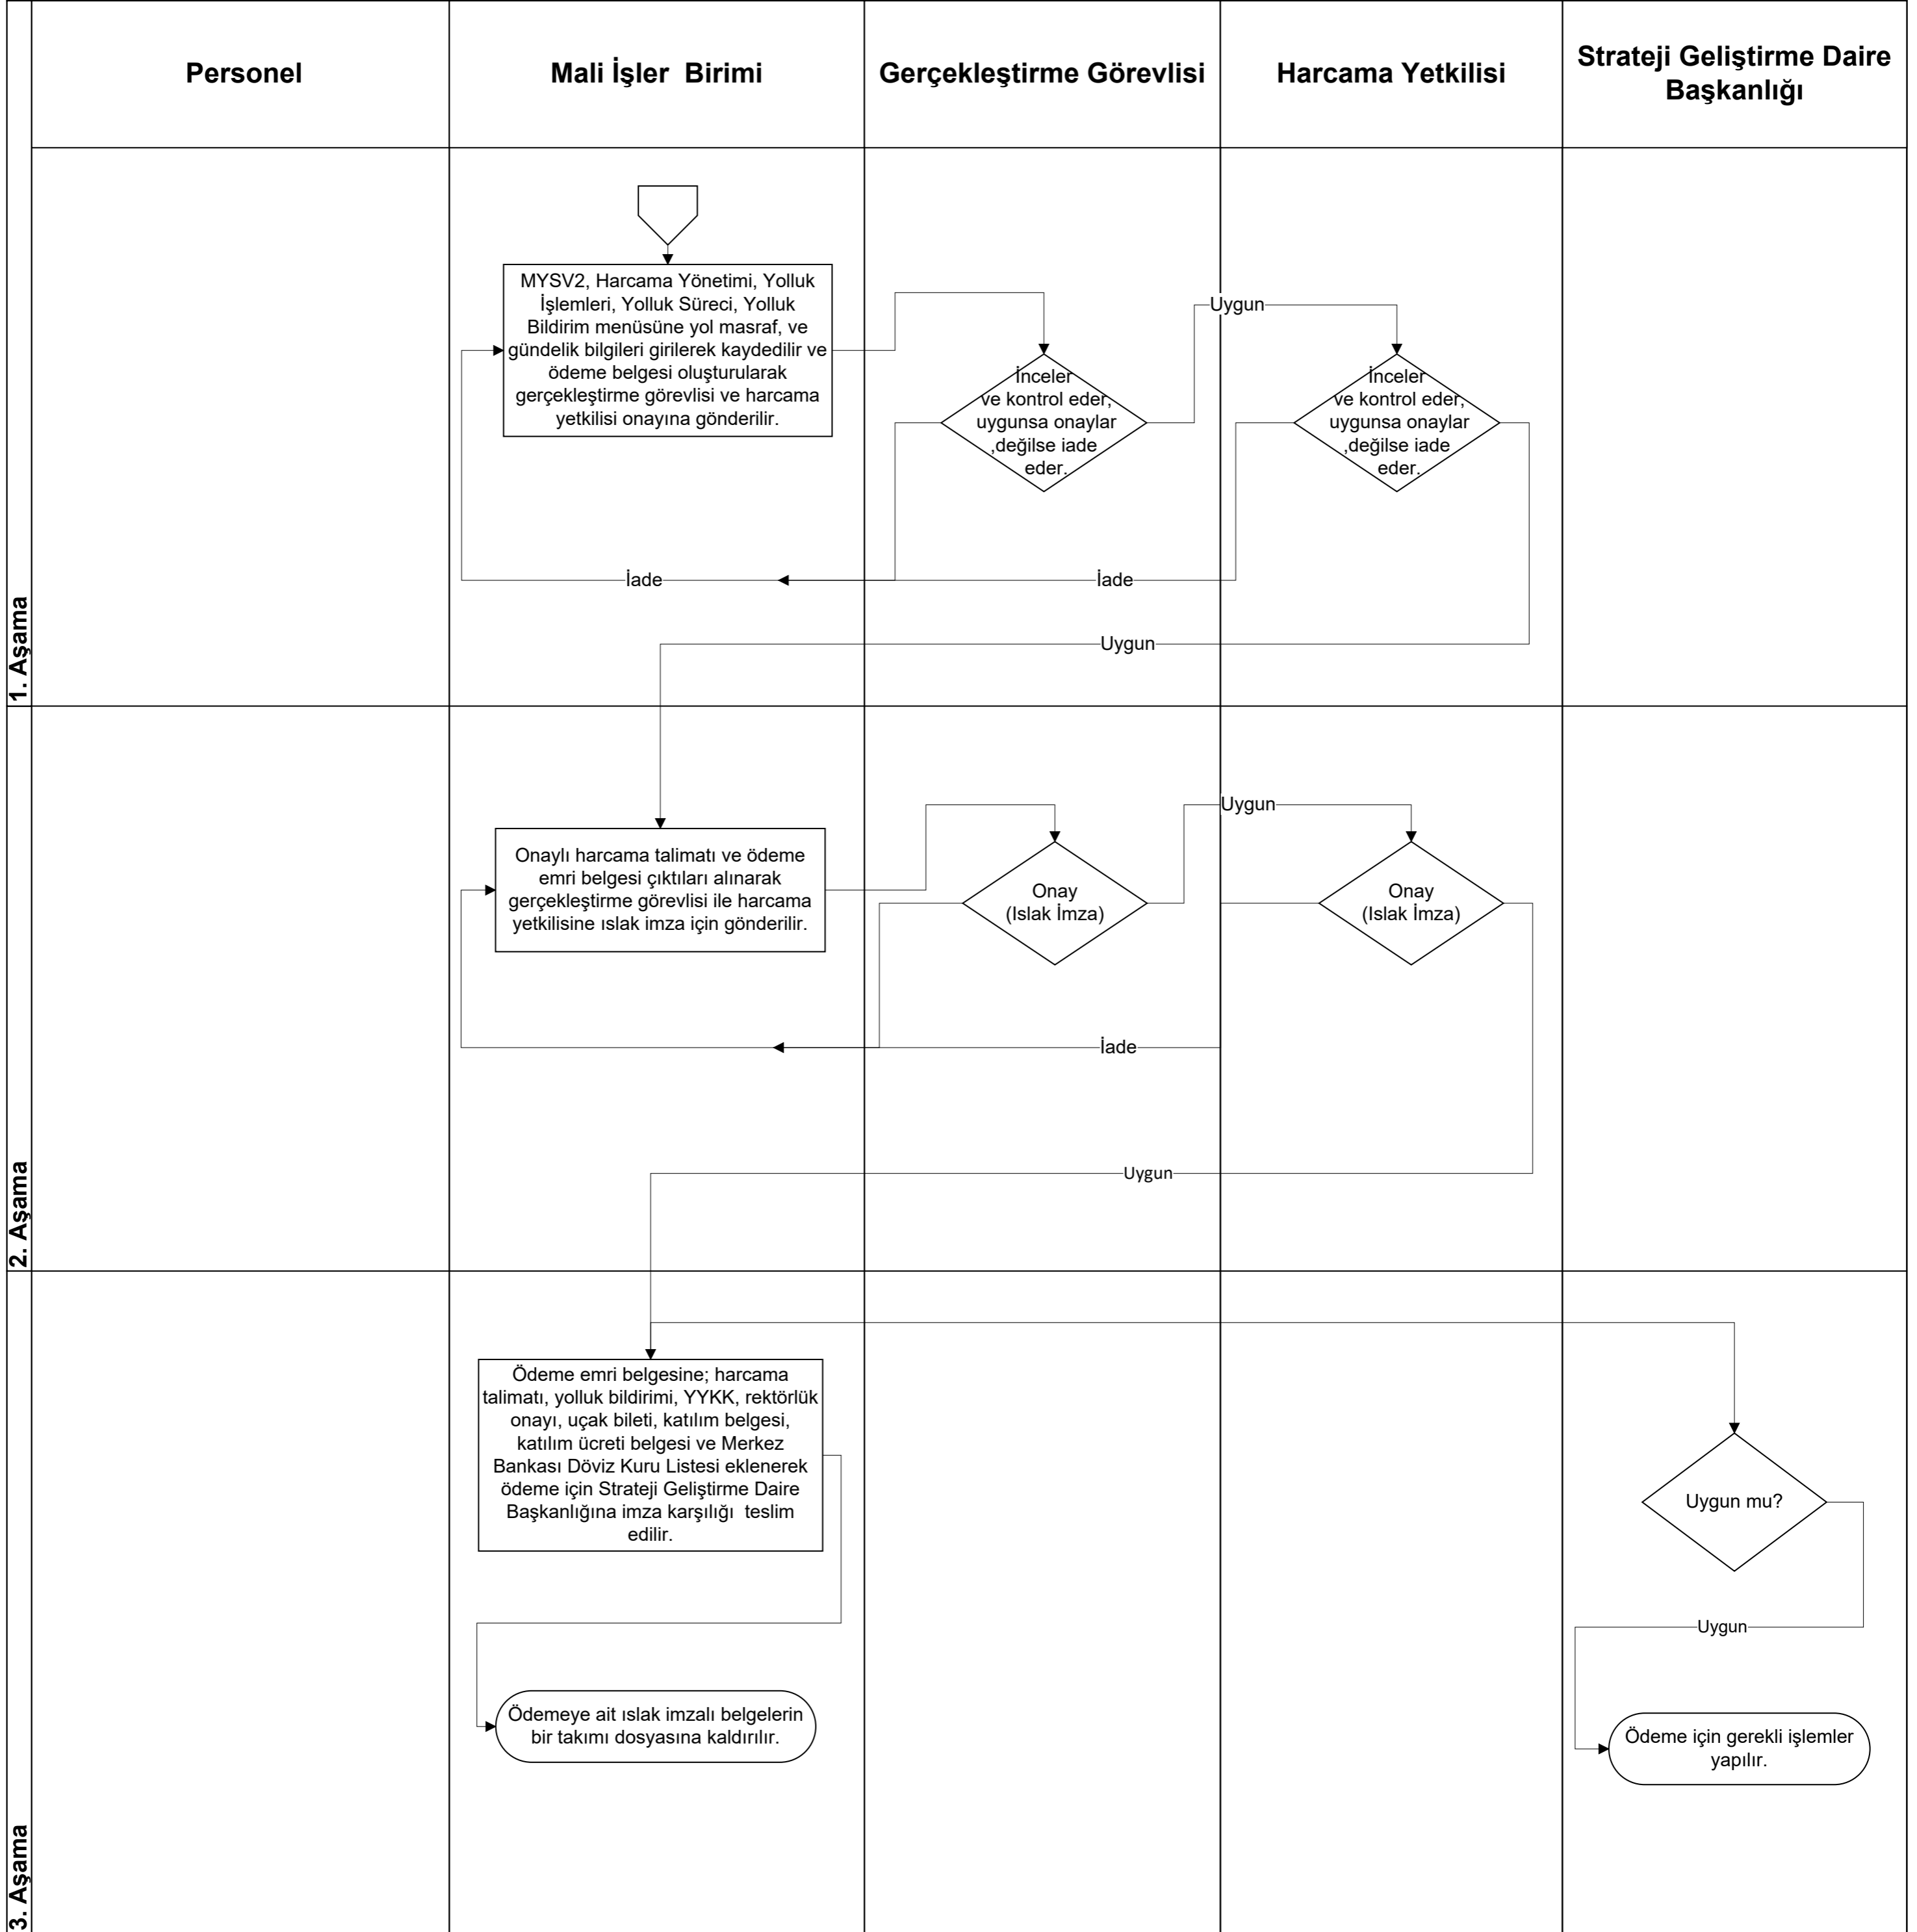 Personel
Mali İşler  Birimi
Gerçekleştirme Görevlisi
Harcama Yetkilisi
Strateji Geliştirme Daire
Başkanlığı
1. Aşama
MYSV2, Harcama Yönetimi, Yolluk
İşlemleri, Yolluk Süreci, Yolluk
Bildirim menüsüne yol masraf, ve
gündelik bilgileri girilerek kaydedilir ve
ödeme belgesi oluşturularak
gerçekleştirme görevlisi ve harcama
yetkilisi onayına gönderilir.
İnceler
ve kontrol eder,
uygunsa onaylar
,değilse iade
eder.
Uygun
İnceler
ve kontrol eder,
uygunsa onaylar
,değilse iade
eder.
İade
İade
Uygun
2. Aşama
Onaylı harcama talimatı ve ödeme
emri belgesi çıktıları alınarak
gerçekleştirme görevlisi ile harcama
yetkilisine ıslak imza için gönderilir.
Onay
(Islak İmza)
Uygun
Onay
(Islak İmza)
İade
Uygun
3. Aşama
Ödeme emri belgesine; harcama
talimatı, yolluk bildirimi, YYKK, rektörlük
onayı, uçak bileti, katılım belgesi,
katılım ücreti belgesi ve Merkez
Bankası Döviz Kuru Listesi eklenerek
ödeme için Strateji Geliştirme Daire
Başkanlığına imza karşılığı  teslim
edilir.
Uygun mu?
Uygun
Ödemeye ait ıslak imzalı belgelerin
bir takımı dosyasına kaldırılır.
Ödeme için gerekli işlemler
yapılır.